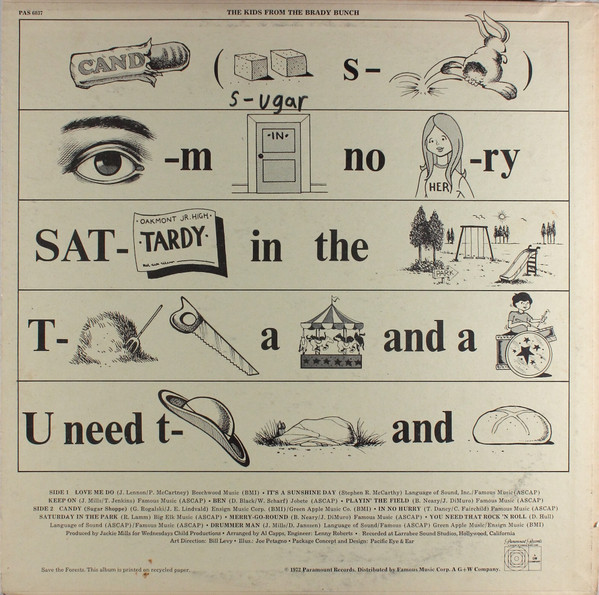 PAS 6037
THE KIDS FROM THE BRADY BUNCH
CAND ( s- )
S-ugar
-m ·IN· no HER -ry
OAKMONT JR. HIGH
SAT- TARDY· in the
PARK
T- a and a
U need t- and
SIDE 1 LOVE ME DO (J. Lennon/P. McCartney) Beechwood Music (BMI) • IT'S A SUNSHINE DAY (Stephen R. McCarthy) Language of Sound, Inc./Famous Music (ASCAP)
KEEP ON (J. Mills/T. Jenkins) Famous Music (ASCAP) • BEN (D. Black/W. Scharf) Jobete (ASCAP) • PLAYIN' THE FIELD (B. Neary/J. DiMuro) Famous Music (ASCAP)
SIDE 2 CANDY (Sugar Shoppe) (G. Rogalski/J. E. Lindvald) Ensign Music Corp. (BMI)/Green Apple Music Co. (BMI) • IN NO HURRY (T. Dancy/C. Fairchild) Famous Music (ASCAP)
SATURDAY IN THE PARK (R. Lamm) Big Elk Music (ASCAP) • MERRY-GO-ROUND (B. Neary/J. DiMuro) Famous Music (ASCAP) • YOU NEED THAT ROCK 'N ROLL (D. Hall)
Language of Sound (ASCAP)/Famous Music (ASCAP) • DRUMMER MAN (J. Mills/D. Janssen) Language of Sound/Famous (ASCAP) Green Apple Music/Ensign Music (BMI)
Produced by Jackie Mills for Wednesdays Child Productions • Arranged by Al Capps, Engineer: Lenny Roberts • Recorded at Larrabee Sound Studios, Hollywood, California
Art Direction: Bill Levy • Illus.: Joe Petagno • Package Concept and Design: Pacific Eye & Ear
Save the Forests. This album is printed on recycled paper.
© 1972 Paramount Records. Distributed by Famous Music Corp. A G+W Company.